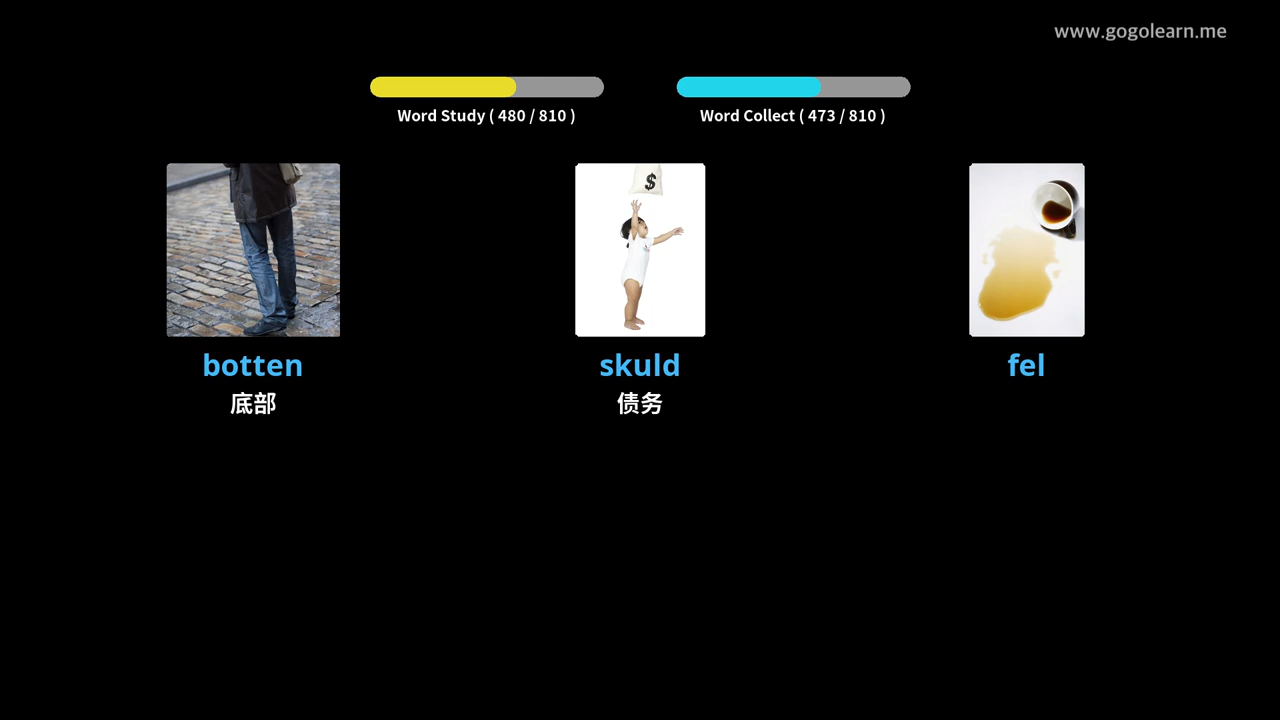 www.gogolearn.me
Word Study ( 480 / 810 )
Word Collect ( 473 / 810 )
$
botten
skuld
fel
底部
债务